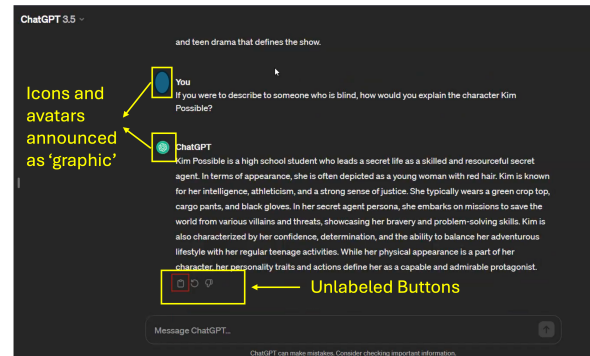 ChatGPT 3.5
and teen drama that defines the show.
You
If you were to describe to someone who is blind, how would you explain the character Kim
Possible?
Icons and
avatars
announced
as ‘graphic’
ChatGPT
Kim Possible is a high school student who leads a secret life as a skilled and resourceful secret
agent. In terms of appearance, she is often depicted as a young woman with red hair. Kim is known
for her intelligence, athleticism, and a strong sense of justice. She typically wears a green crop top,
cargo pants, and black gloves. In her secret agent persona, she embarks on missions to save the
world from various villains and threats, showcasing her bravery and problem-solving skills. Kim is
also characterized by her confidence, determination, and the ability to balance her adventurous
lifestyle with her regular teenage activities. While her physical appearance is a part of her
character, her personality traits and actions define her as a capable and admirable protagonist.
Unlabeled Buttons
Message ChatGPT...
ChatGPT can make mistakes. Consider checking important information.